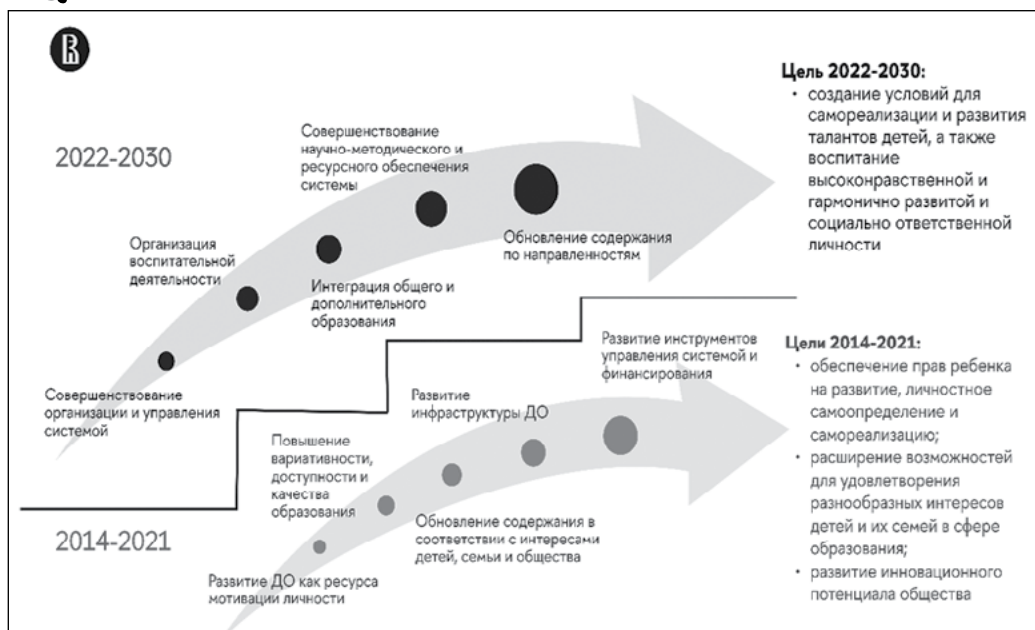 2022-2030
Совершенствование
научно-методического и
ресурсного обеспечения
системы
Организация
воспитательной
деятельности
Обновление содержания
по направленностям
Интеграция общего и
дополнительного
образования
Совершенствование
организации и управления
системой
Цель 2022-2030:
• создание условий для
самореализации и развития
талантов детей, а также
воспитание
высоконравственной и
гармонично развитой и
социально ответственной
личности
2014-2021
Развитие инструментов
управления системой и
финансирования
Развитие
инфраструктуры ДО
Повышение
вариативности,
доступности и
качества
образования
Обновление содержания в
соответствии с интересами
детей, семьи и общества
Развитие ДО как ресурса
мотивации личности
Цели 2014-2021:
• обеспечение прав ребенка
на развитие, личностное
самоопределение и
самореализацию;
• расширение возможностей
для удовлетворения
разнообразных интересов
детей и их семей в сфере
образования;
• развитие инновационного
потенциала общества